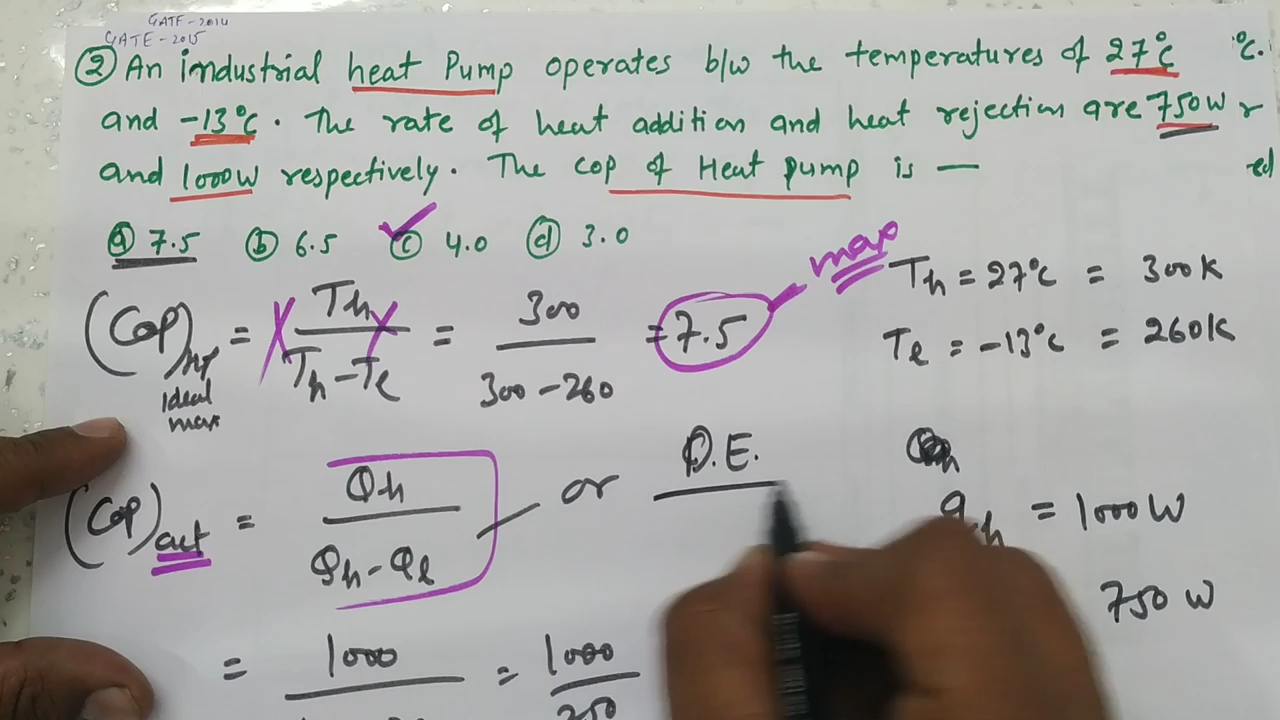 GATE-2014
GATE-2015
② An industrial heat Pump operates b/w the temperatures of 27°c °c.
and -13°c. The rate of heat addition and heat rejection are 750W r
and 1000W respectively. The COP of Heat pump is — ed
ⓐ 7.5 ⓑ 6.5 ⓒ 4.0 ⓓ 3.0
max
(COP)HP ideal max = Th / Th-Tl = 300 / 300-260 = 7.5
Th = 27°c = 300K
Tl = -13°c = 260K
(COP)act = Qh / Qh-Ql or D.E.
Qh = 1000W
750 W
= 1000 = 1000 / 250